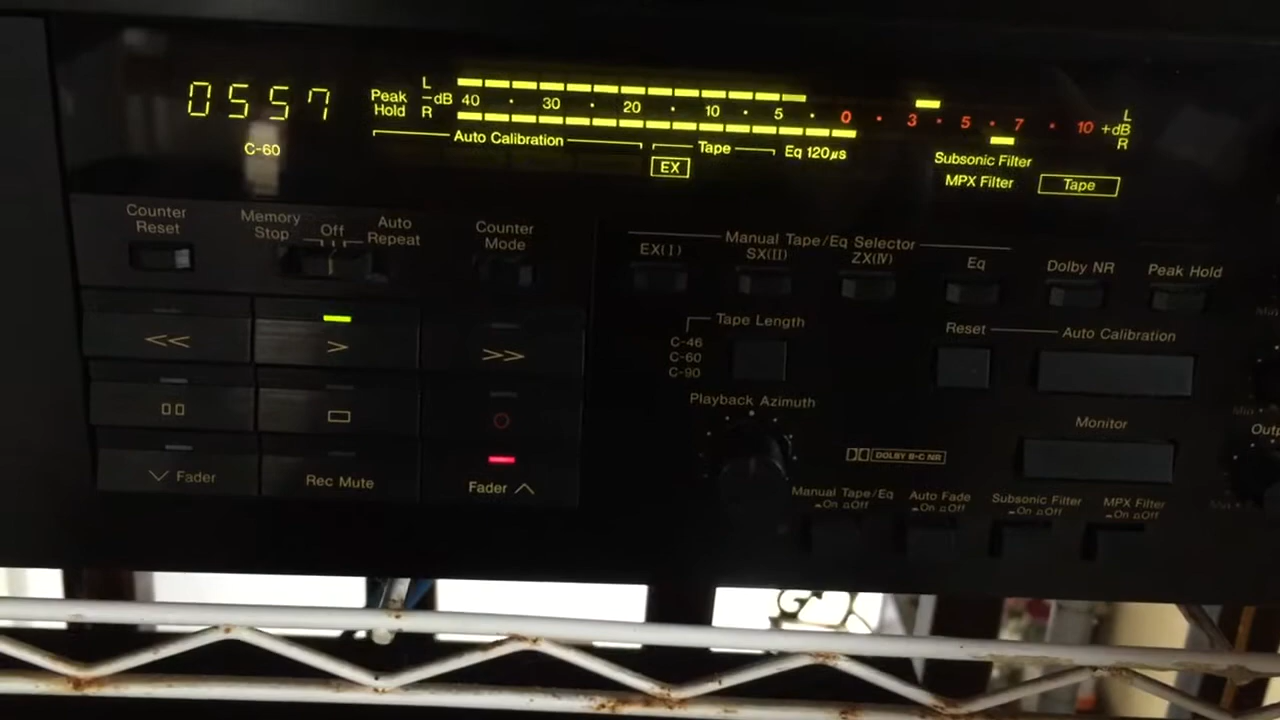 0557
C-60
Peak Hold
L
-dB
R
40 · 30 · 20 · 10 · 5 · 0 · 3 · 5 · 7 · 10 +dB
L
R
Auto Calibration
Tape
Eq 120µs
EX
Subsonic Filter
MPX Filter
Tape
Counter Reset
Memory Stop
Off
Auto Repeat
Counter Mode
Manual Tape/Eq Selector
EX(I)
SX(II)
ZX(IV)
Eq
Dolby NR
Peak Hold
<<
>
>>
Tape Length
C-46
C-60
C-90
Reset
Auto Calibration
Playback Azimuth
Monitor
DOLBY B-C NR
Fader
Rec Mute
Fader
Manual Tape/Eq
On Off
Auto Fade
On Off
Subsonic Filter
On Off
MPX Filter
On Off